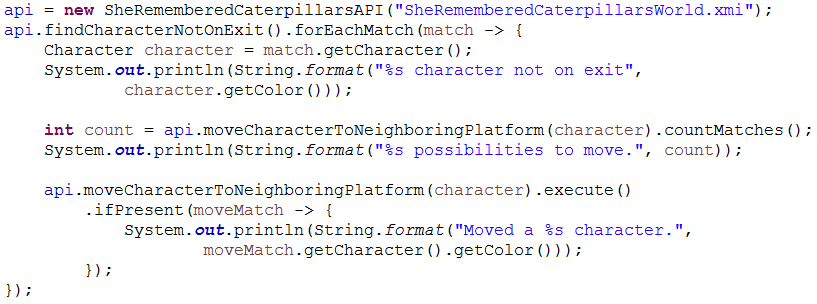 api = new SheRememberedCaterpillarsAPI("SheRememberedCaterpillarsWorld.xmi");
api.findCharacterNotOnExit().forEachMatch(match -> {
    Character character = match.getCharacter();
    System.out.println(String.format("%s character not on exit",
            character.getColor()));

    int count = api.moveCharacterToNeighboringPlatform(character).countMatches();
    System.out.println(String.format("%s possibilities to move.", count));

    api.moveCharacterToNeighboringPlatform(character).execute()
        .ifPresent(moveMatch -> {
            System.out.println(String.format("Moved a %s character.",
                    moveMatch.getCharacter().getColor()));
        });
});